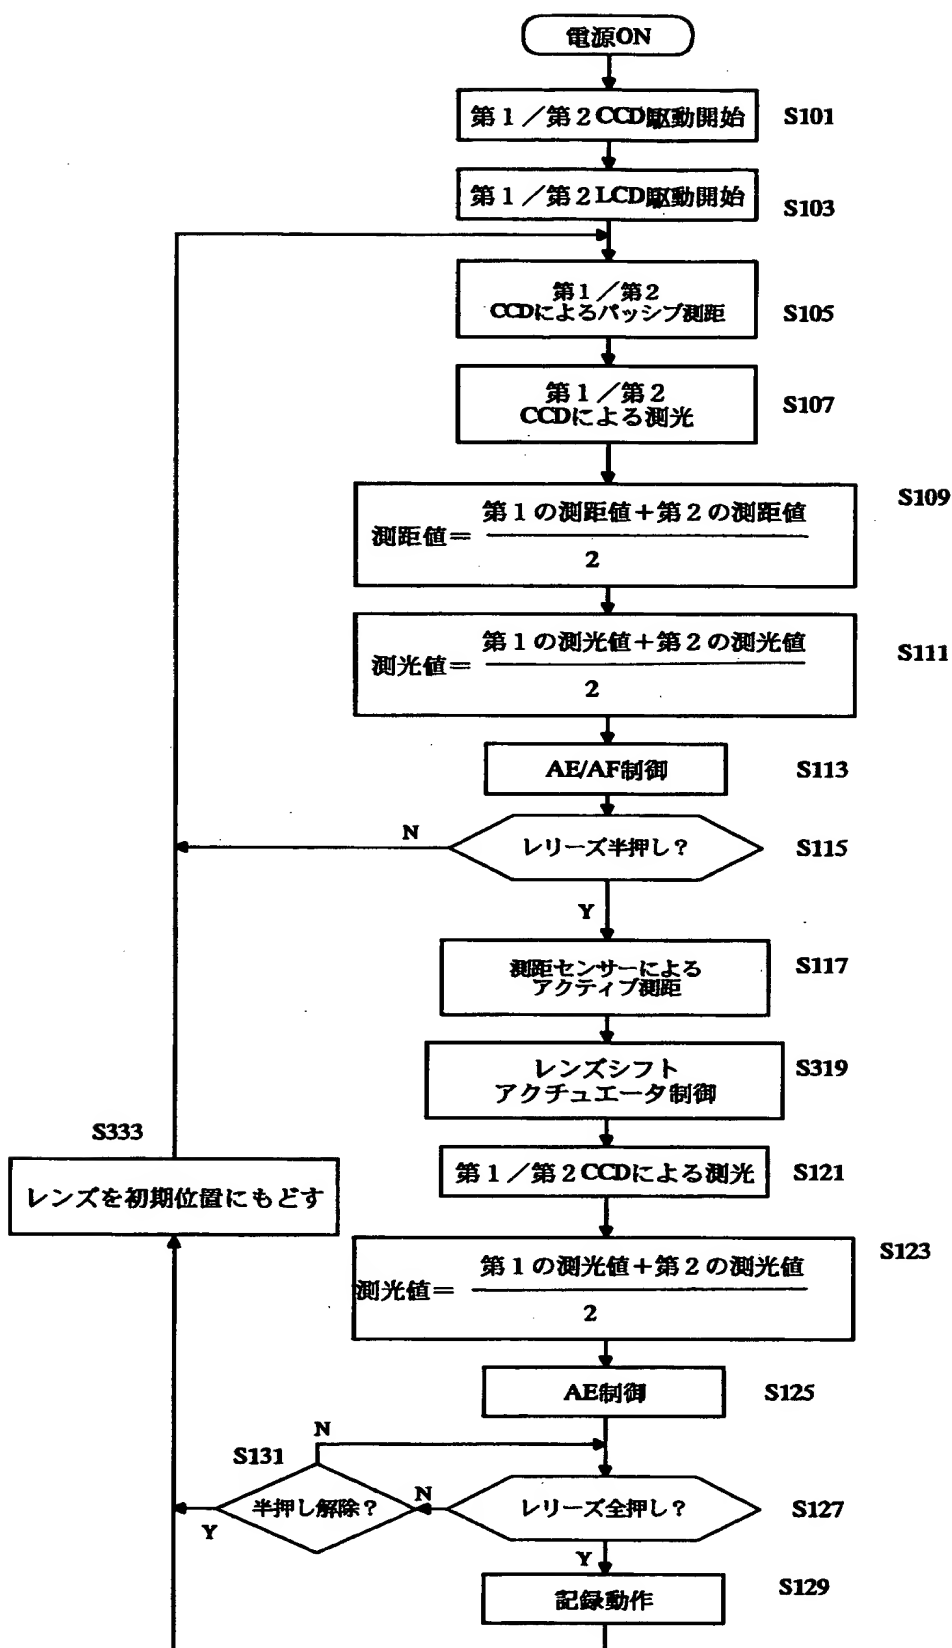 電源ON
第1／第2CCD駆動開始
S101
第1／第2LCD駆動開始
S103
第1／第2
CCDによるパッシブ測距
S105
第1／第2
CCDによる測光
S107
S109
測距値＝
第1の測距値＋第2の測距値
2
S111
測光値＝
第1の測光値＋第2の測光値
2
AE/AF制御
S113
N
レリーズ半押し？
S115
Y
測距センサーによる
アクティブ測距
S117
レンズシフト
アクチュエータ制御
S319
S333
レンズを初期位置にもどす
第1／第2CCDによる測光
S121
S123
測光値＝
第1の測光値＋第2の測光値
2
AE制御
S125
N
S131
半押し解除？
Y
N
レリーズ全押し？
S127
Y
記録動作
S129